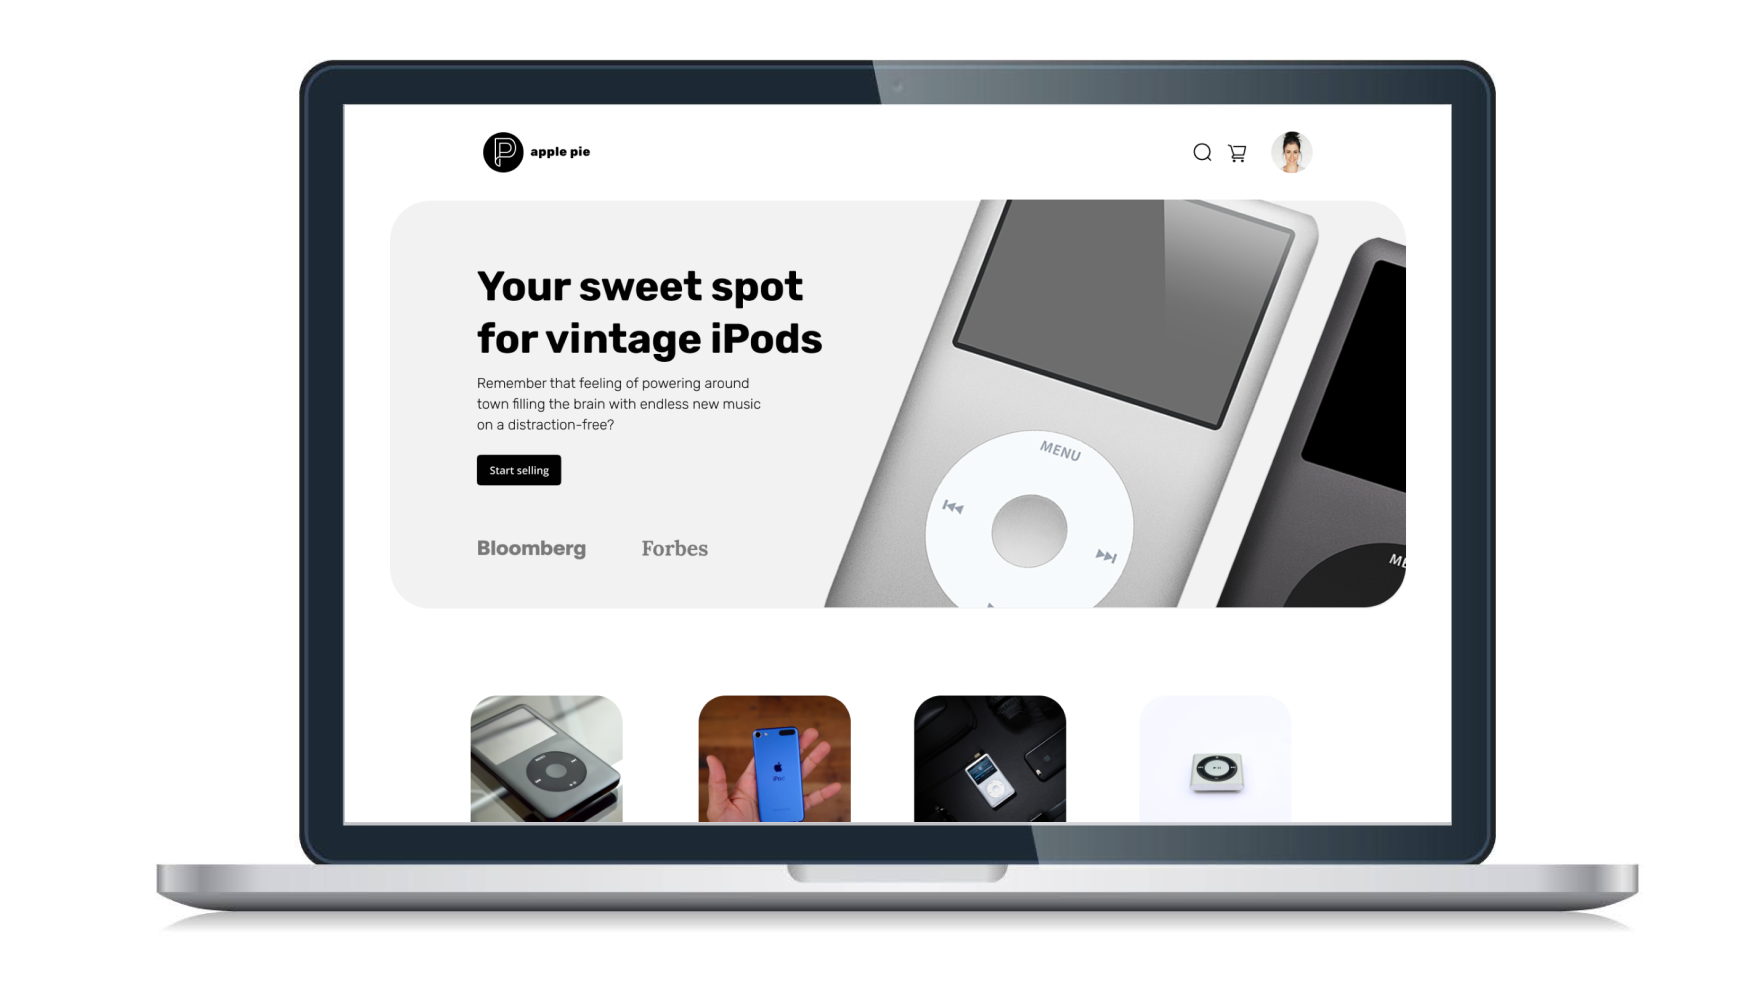 apple pie
Your sweet spot
for vintage iPods
Remember that feeling of powering around
town filling the brain with endless new music
on a distraction-free?
Start selling
Bloomberg
Forbes
MENU
iPod